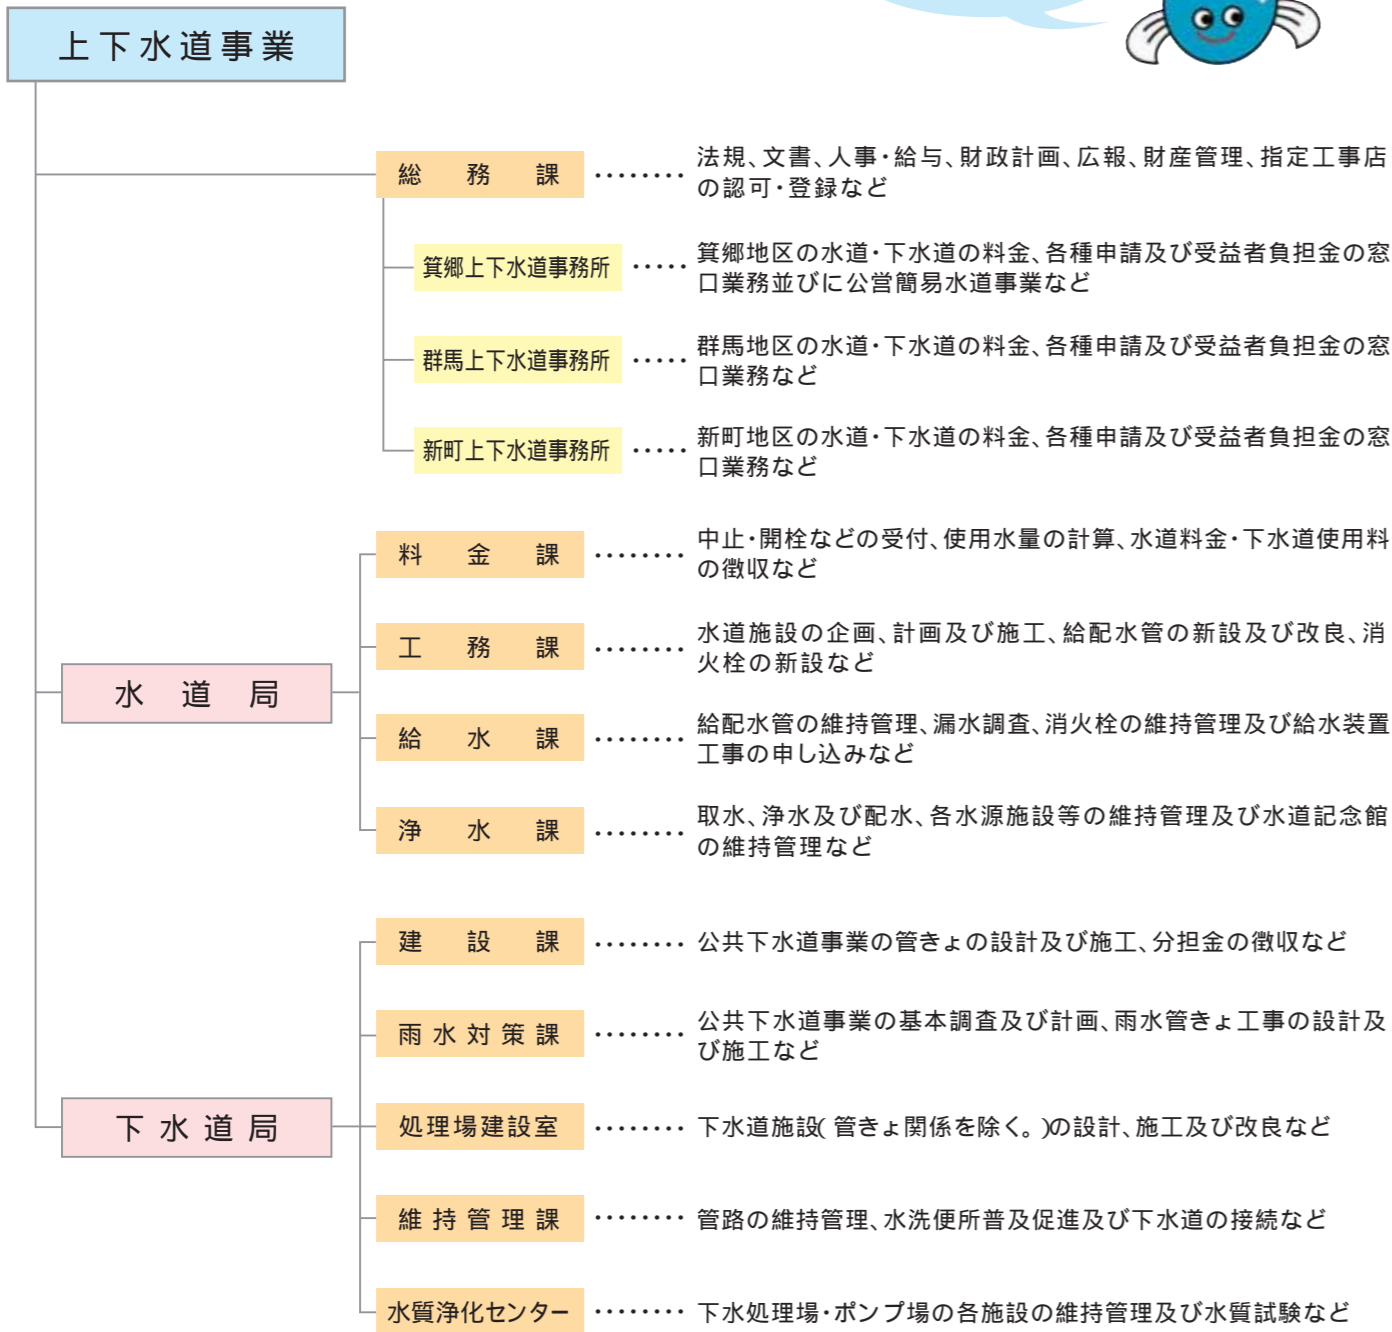 上下水道事業
総務課 ‥‥‥‥ 法規、文書、人事・給与、財政計画、広報、財産管理、指定工事店
の認可・登録など
箕郷上下水道事務所 ‥‥・ 箕郷地区の水道・下水道の料金、各種申請及び受益者負担金の窓
口業務並びに公営簡易水道事業など
群馬上下水道事務所 ‥‥・ 群馬地区の水道・下水道の料金、各種申請及び受益者負担金の窓
口業務など
新町上下水道事務所 ‥‥・ 新町地区の水道・下水道の料金、各種申請及び受益者負担金の窓
口業務など
料金課 ‥‥‥‥ 中止・開栓などの受付、使用水量の計算、水道料金・下水道使用料
の徴収など
工務課 ‥‥‥‥ 水道施設の企画、計画及び施工、給配水管の新設及び改良、消
火栓の新設など
水道局
給水課 ‥‥‥‥ 給配水管の維持管理、漏水調査、消火栓の維持管理及び給水装置
工事の申し込みなど
浄水課 ‥‥‥‥ 取水、浄水及び配水、各水源施設等の維持管理及び水道記念館
の維持管理など
建設課 ‥‥‥‥ 公共下水道事業の管きょの設計及び施工、分担金の徴収など
雨水対策課 ‥‥‥‥ 公共下水道事業の基本調査及び計画、雨水管きょ工事の設計及
び施工など
下水道局
処理場建設室 ‥‥‥‥ 下水道施設(管きょ関係を除く。)の設計、施工及び改良など
維持管理課 ‥‥‥‥ 管路の維持管理、水洗便所普及促進及び下水道の接続など
水質浄化センター ‥‥‥‥ 下水処理場・ポンプ場の各施設の維持管理及び水質試験など